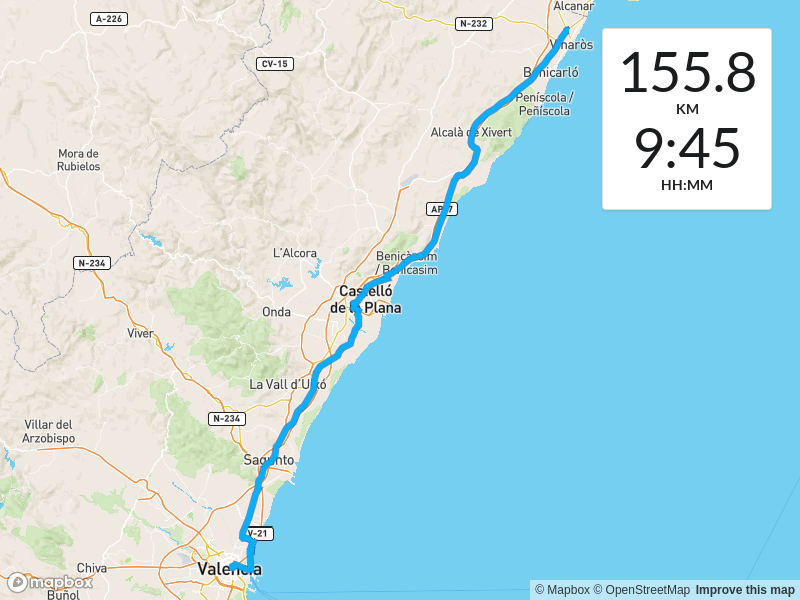 Alcanar
A-226
N-232
Vinaròs
CV-15
Benicarló
Peníscola /
Peñíscola
155.8
KM
9:45
HH:MM
Alcalà de Xivert
Mora de
Rubielos
AP-7
L'Alcora
Benicàssim
/ Benicasim
N-234
Castelló
de la Plana
Onda
Viver
La Vall d'Uixó
N-234
Villar del
Arzobispo
Sagunto
V-21
Chiva
Valencia
mapbox
Buñol
© Mapbox © OpenStreetMap Improve this map